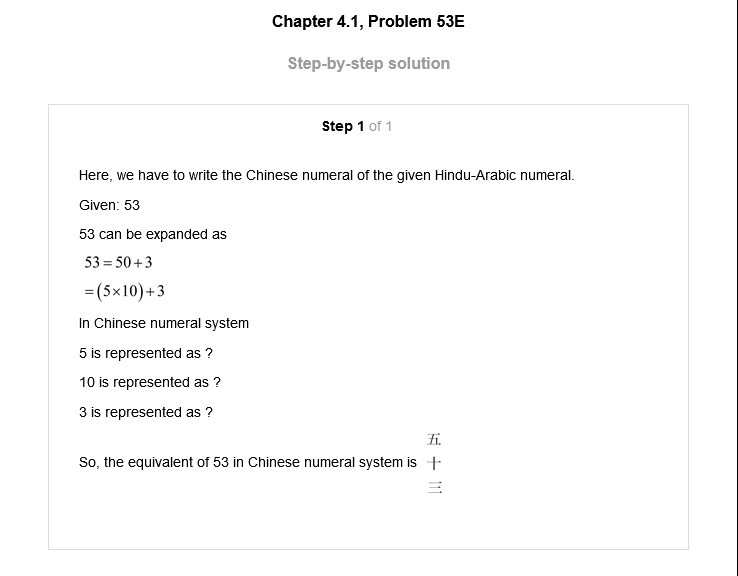 Chapter 4.1, Problem 53E
Step-by-step solution
Step 1 of 1
Here, we have to write the Chinese numeral of the given Hindu-Arabic numeral.
Given: 53
53 can be expanded as
53 = 50 + 3
= (5×10) + 3
In Chinese numeral system
5 is represented as ?
10 is represented as ?
3 is represented as ?
五
So, the equivalent of 53 in Chinese numeral system is 十
三